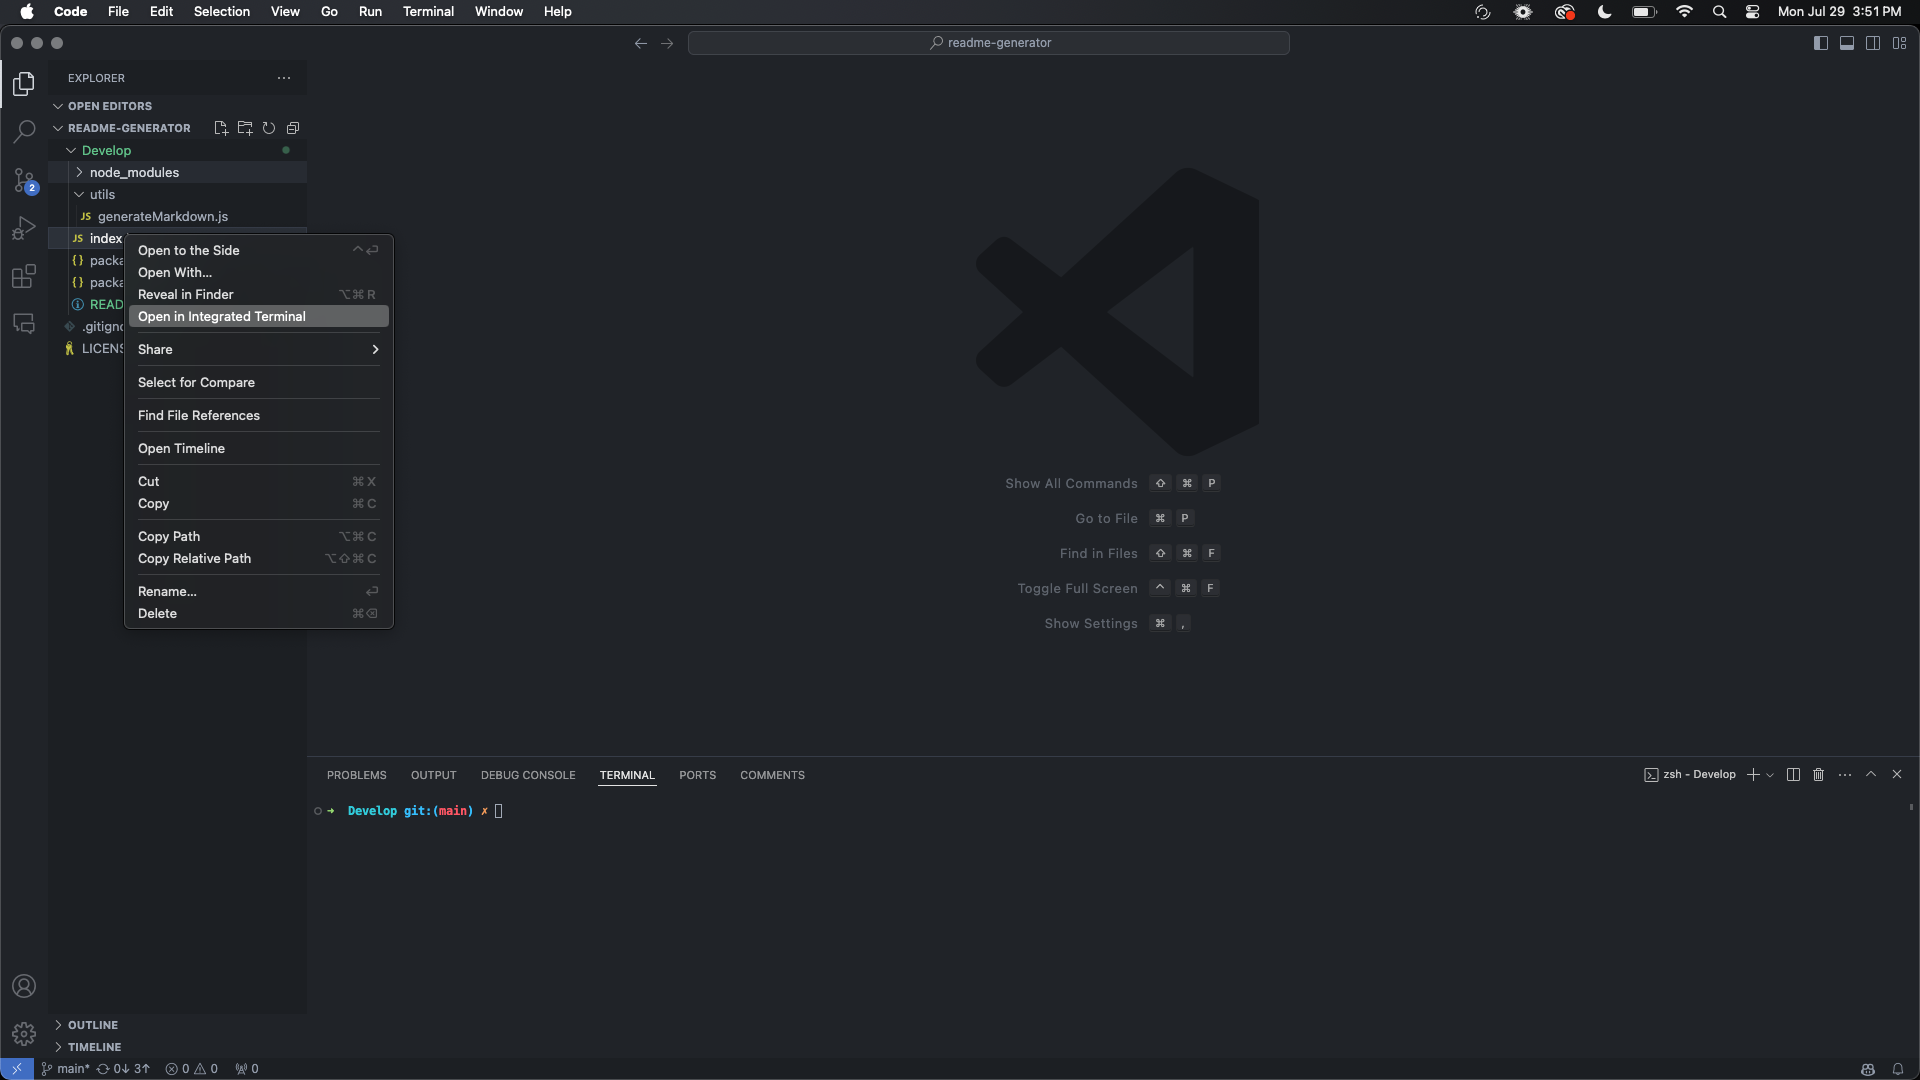 Code File Edit Selection View Go Run Terminal Window Help Mon Jul 29 3:51 PM
readme-generator
EXPLORER
OPEN EDITORS
README-GENERATOR
Develop
node_modules
utils
JS generateMarkdown.js
JS index
{} packa
{} packa
READ
.gitigno
LICENS
2
Open to the Side ^⏎
Open With...
Reveal in Finder ⌥⌘R
Open in Integrated Terminal
Share
Select for Compare
Find File References
Open Timeline
Cut ⌘X
Copy ⌘C
Copy Path ⌥⌘C
Copy Relative Path ⌥⇧⌘C
Rename... ⏎
Delete ⌘⌫
Show All Commands ⇧ ⌘ P
Go to File ⌘ P
Find in Files ⇧ ⌘ F
Toggle Full Screen ^ ⌘ F
Show Settings ⌘ ,
PROBLEMS OUTPUT DEBUG CONSOLE TERMINAL PORTS COMMENTS zsh - Develop
➜ Develop git:(main) ✗
OUTLINE
TIMELINE
main* 0↓ 3↑ 0 0 0